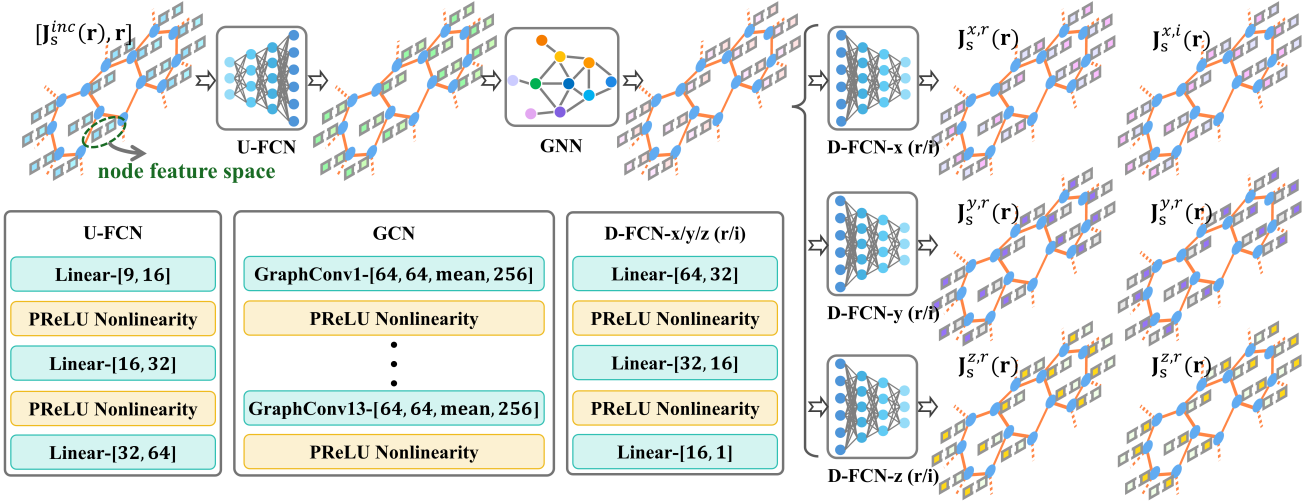 [J_s^{inc}(r), r]
U-FCN
GNN
node feature space
D-FCN-x (r/i)
J_s^{x,r}(r)
J_s^{x,i}(r)
D-FCN-y (r/i)
J_s^{y,r}(r)
J_s^{y,r}(r)
D-FCN-z (r/i)
J_s^{z,r}(r)
J_s^{z,r}(r)
U-FCN
Linear-[9, 16]
PReLU Nonlinearity
Linear-[16, 32]
PReLU Nonlinearity
Linear-[32, 64]
GCN
GraphConv1-[64, 64, mean, 256]
PReLU Nonlinearity
GraphConv13-[64, 64, mean, 256]
PReLU Nonlinearity
D-FCN-x/y/z (r/i)
Linear-[64, 32]
PReLU Nonlinearity
Linear-[32, 16]
PReLU Nonlinearity
Linear-[16, 1]